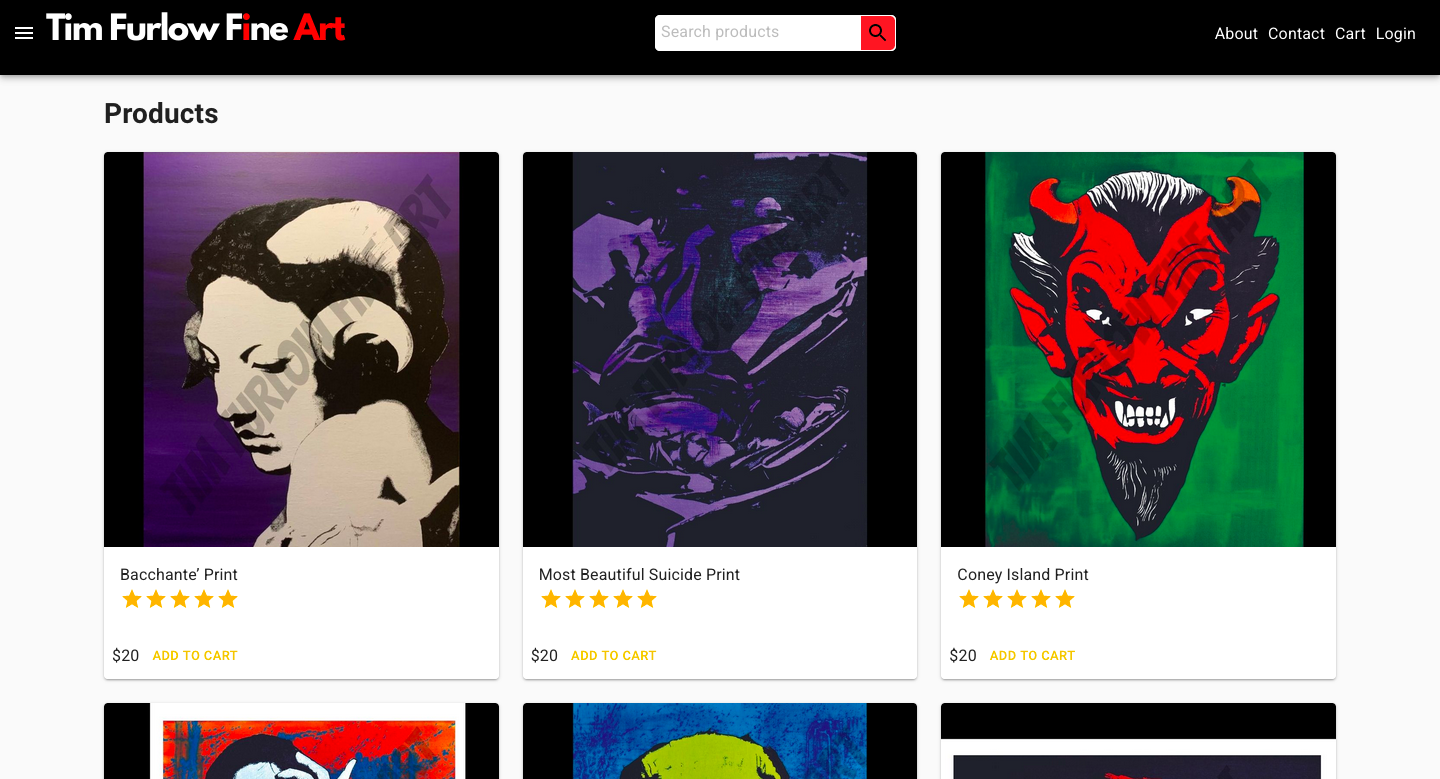 Tim Furlow Fine Art
Search products
About Contact Cart Login
Products
TIM FURLOW FINE ART
TIM FURLOW FINE ART
TIM FURLOW FINE ART
Bacchante’ Print
Most Beautiful Suicide Print
Coney Island Print
$20 ADD TO CART
$20 ADD TO CART
$20 ADD TO CART